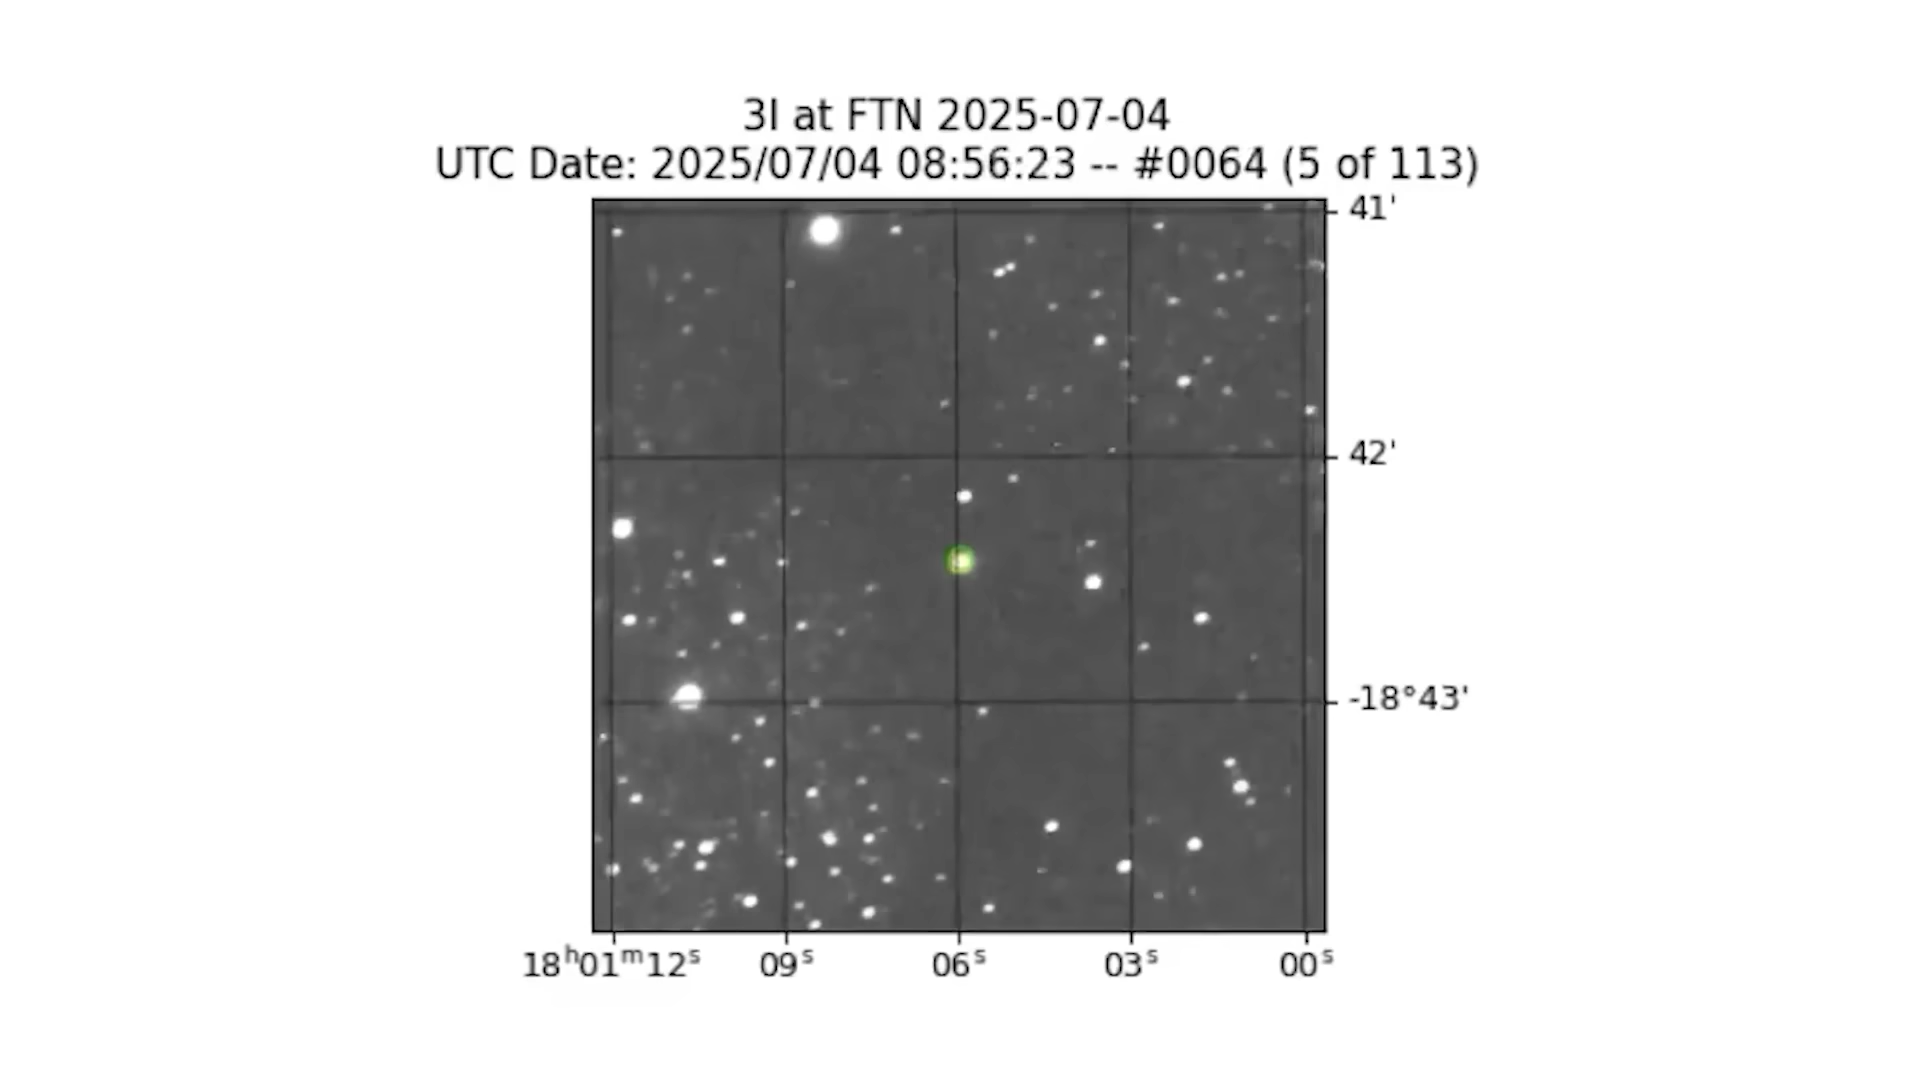 3I at FTN 2025-07-04
UTC Date: 2025/07/04 08:56:23 -- #0064 (5 of 113)
41'
42'
-18°43'
18ʰ01ᵐ12ˢ 09ˢ 06ˢ 03ˢ 00ˢ